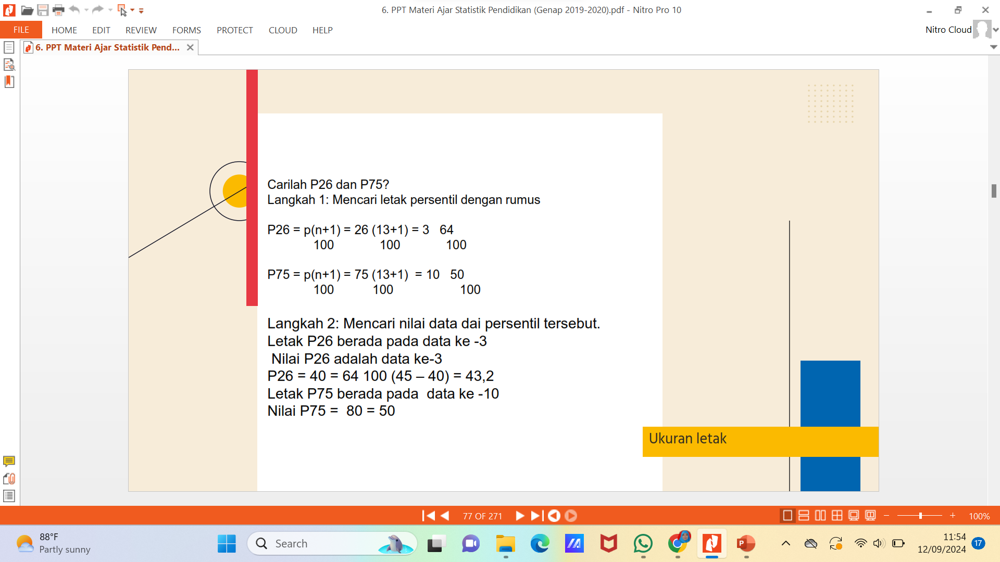 6. PPT Materi Ajar Statistik Pendidikan (Genap 2019-2020).pdf - Nitro Pro 10
FILE HOME EDIT REVIEW FORMS PROTECT CLOUD HELP
Nitro Cloud
6. PPT Materi Ajar Statistik Pend...
Carilah P26 dan P75?
Langkah 1: Mencari letak persentil dengan rumus
P26 = p(n+1) = 26 (13+1) = 3 64
100 100 100
P75 = p(n+1) = 75 (13+1) = 10 50
100 100 100
Langkah 2: Mencari nilai data dai persentil tersebut.
Letak P26 berada pada data ke -3
Nilai P26 adalah data ke-3
P26 = 40 = 64 100 (45 – 40) = 43,2
Letak P75 berada pada data ke -10
Nilai P75 = 80 = 50
Ukuran letak
77 OF 271
100%
88°F
Partly sunny
Search
P
11:54
12/09/2024
17